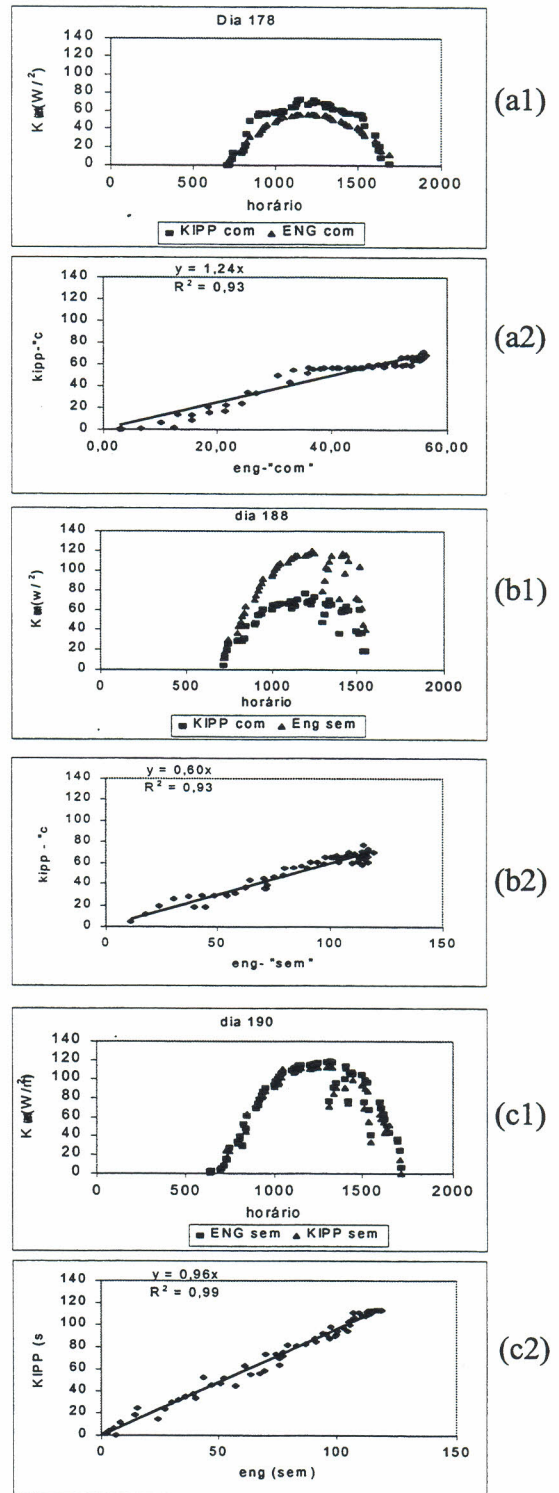 Dia 178
(a1)
140
120
100
80
60
40
20
0
0 500 1000 1500 2000
horário
KIPP com ENG com
y = 1,24x
R² = 0,93
(a2)
kipp-"c
140
120
100
80
60
40
20
0
0,00 20,00 40,00 60,00
eng-"com"
dia 188
(b1)
140
120
100
80
60
40
20
0
0 500 1000 1500 2000
horário
KIPP com Eng sem
y = 0,60x
R² = 0,93
(b2)
kipp - "c
140
120
100
80
60
40
20
0
0 50 100 150
eng- "sem"
dia 190
(c1)
140
120
100
80
60
40
20
0
0 500 1000 1500 2000
horário
ENG sem KIPP sem
y = 0,96x
R² = 0,99
(c2)
KIPP (s
140
120
100
80
60
40
20
0
0 50 100 150
eng (sem)